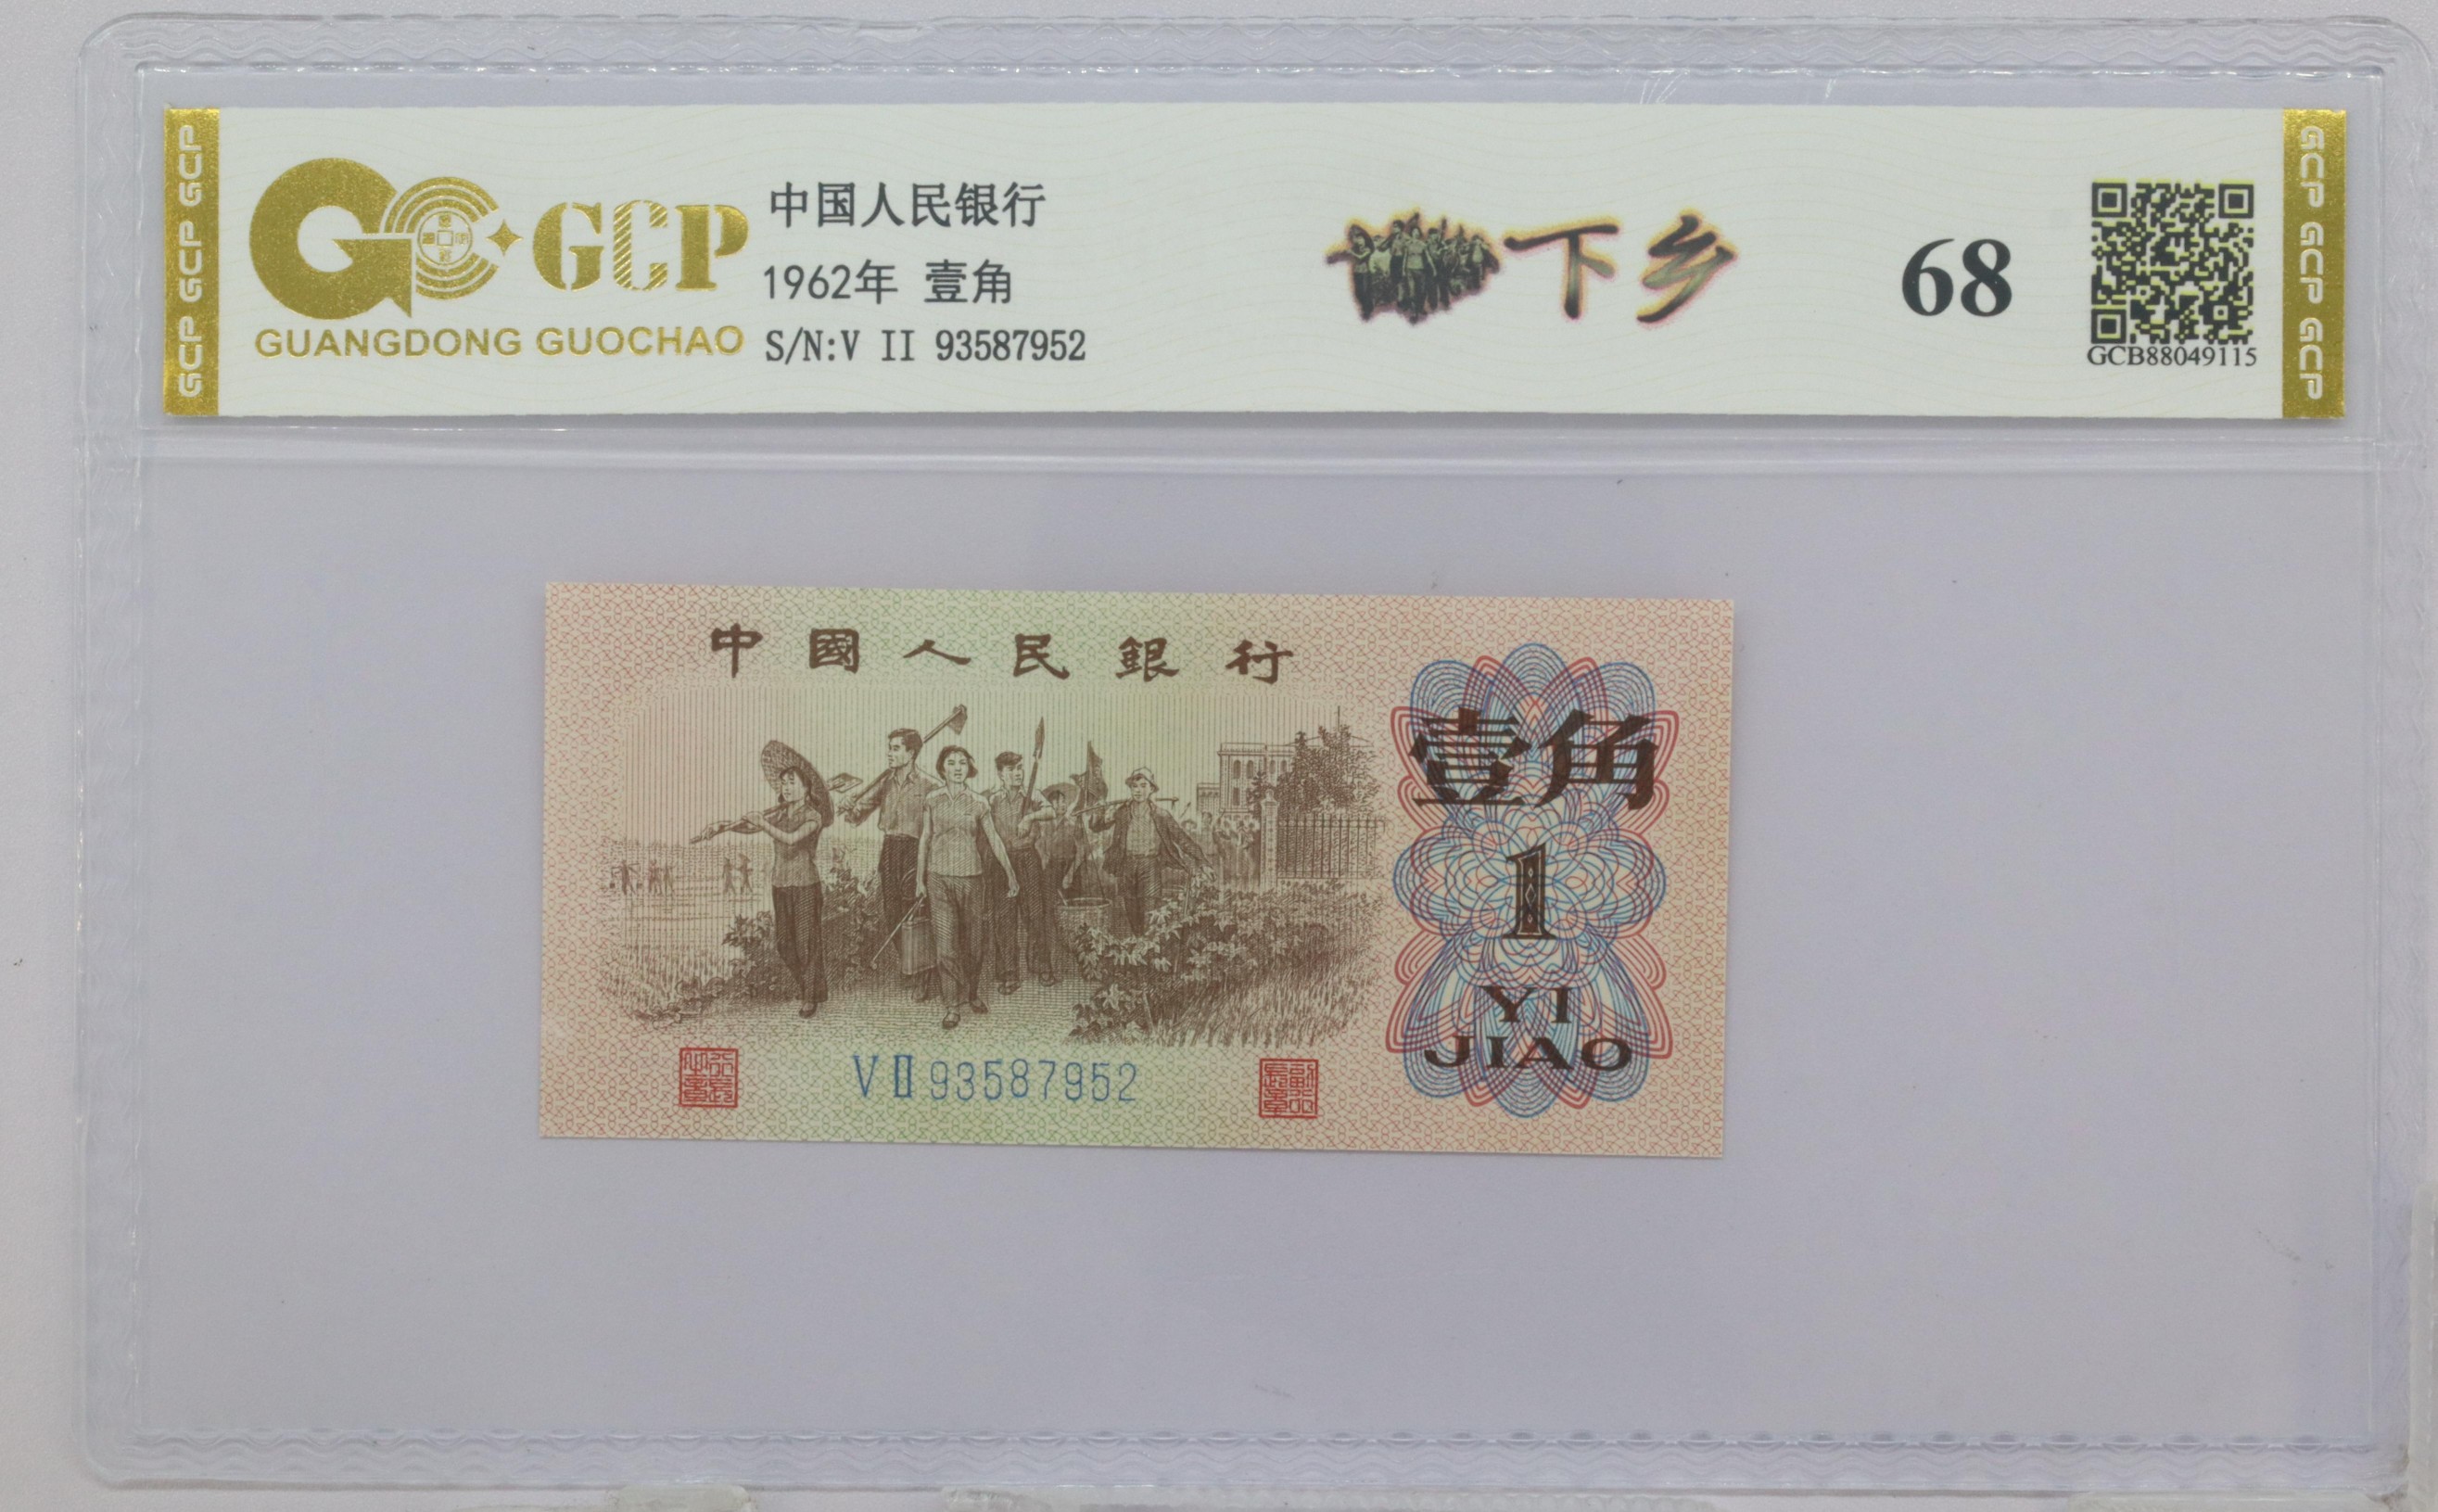 GCP GCP GCP
GCP
GUANGDONG GUOCHAO
中国人民银行
1962年 壹角
S/N:V II 93587952
下乡
68
GCB88049115
GCP GCP GCP
中國人民銀行
壹角
1
YI
JIAO
V II 93587952